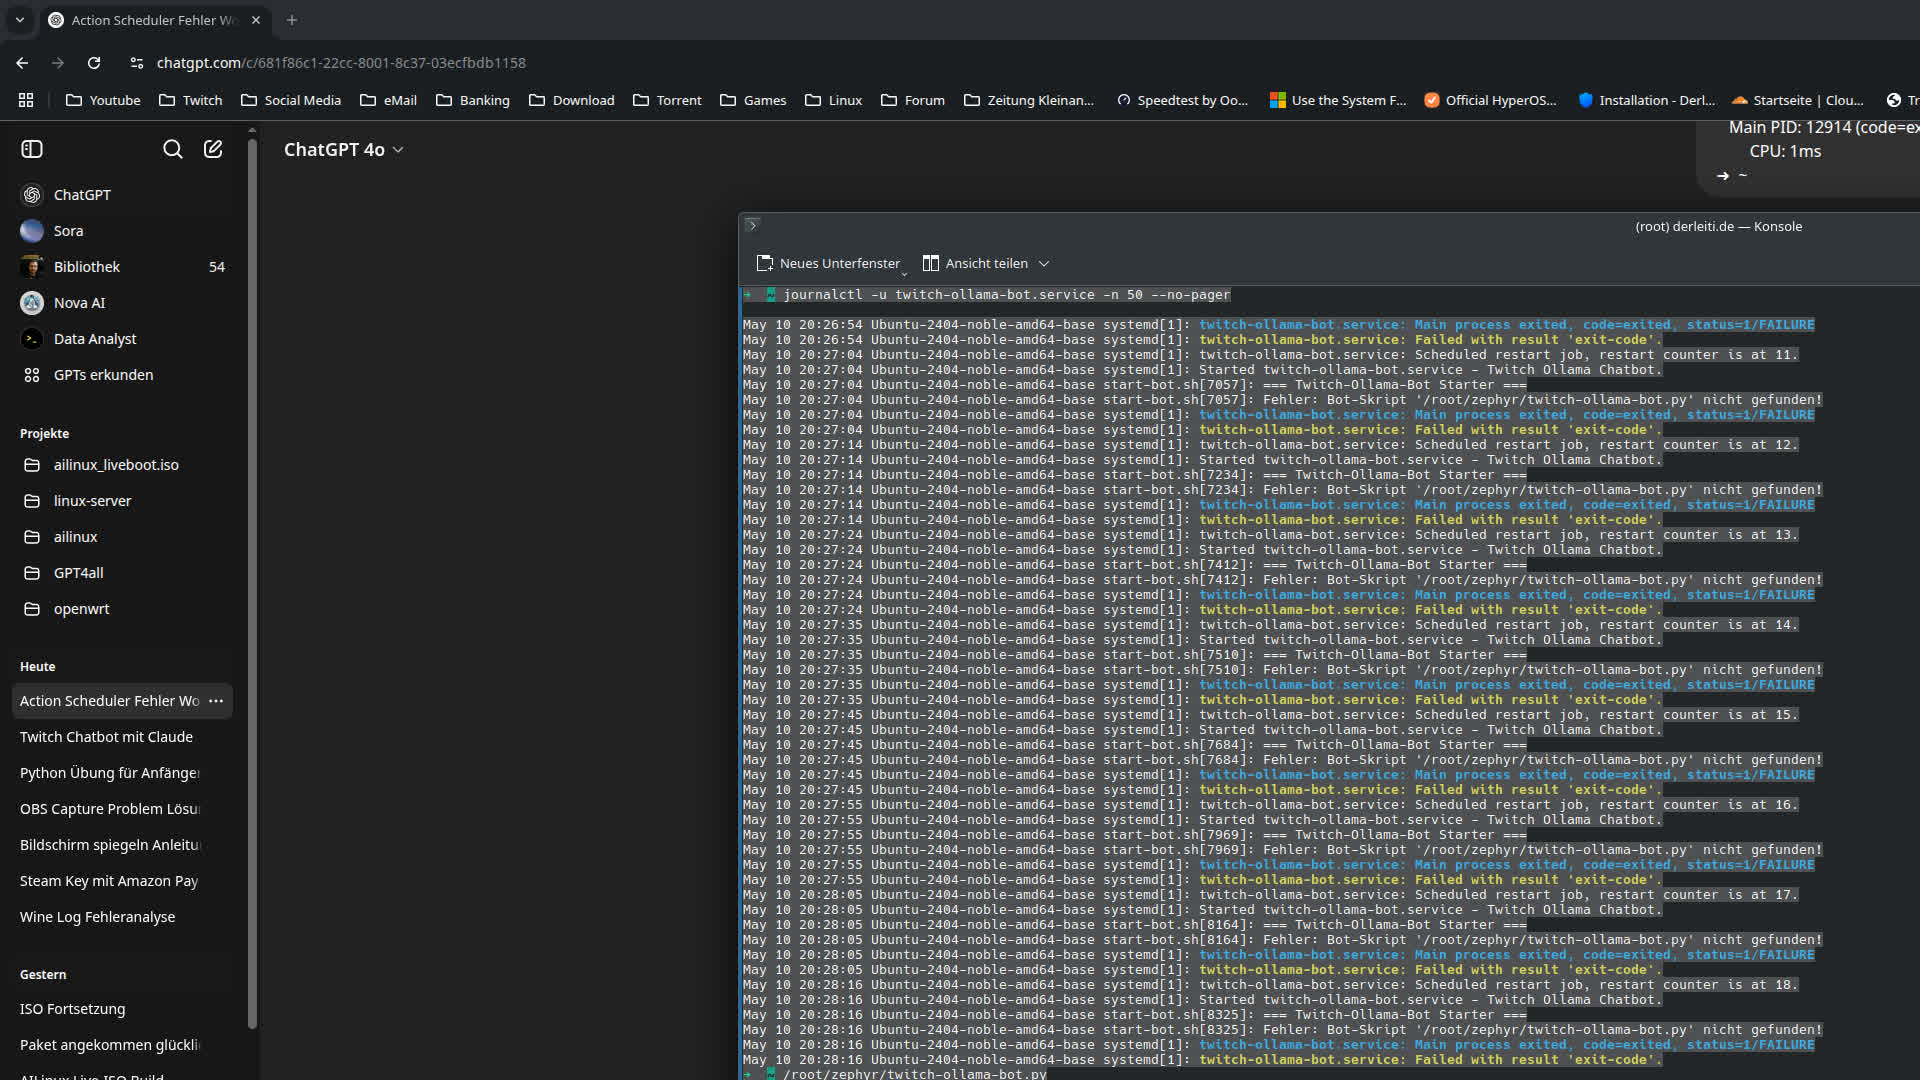 Action Scheduler Fehler Wo
chatgpt.com/c/681f86c1-22cc-8001-8c37-03ecfbdb1158
Youtube Twitch Social Media eMail Banking Download Torrent Games Linux Forum Zeitung Kleinan... Speedtest by Oo... Use the System F... Official HyperOS... Installation - Derl... Startseite | Clou... Tr
ChatGPT 4o
Main PID: 12914 (code=ex
CPU: 1ms
➜ ~
ChatGPT
Sora
Bibliothek 54
Nova AI
Data Analyst
GPTs erkunden
Projekte
ailinux_liveboot.iso
linux-server
ailinux
GPT4all
openwrt
Heute
Action Scheduler Fehler Wo
Twitch Chatbot mit Claude
Python Übung für Anfänger
OBS Capture Problem Lösu
Bildschirm spiegeln Anleitu
Steam Key mit Amazon Pay
Wine Log Fehleranalyse
Gestern
ISO Fortsetzung
Paket angekommen glückli
AILinux Live ISO Build
(root) derleiti.de — Konsole
Neues Unterfenster Ansicht teilen
➜ ~ journalctl -u twitch-ollama-bot.service -n 50 --no-pager
May 10 20:26:54 Ubuntu-2404-noble-amd64-base systemd[1]: twitch-ollama-bot.service: Main process exited, code=exited, status=1/FAILURE
May 10 20:26:54 Ubuntu-2404-noble-amd64-base systemd[1]: twitch-ollama-bot.service: Failed with result 'exit-code'.
May 10 20:27:04 Ubuntu-2404-noble-amd64-base systemd[1]: twitch-ollama-bot.service: Scheduled restart job, restart counter is at 11.
May 10 20:27:04 Ubuntu-2404-noble-amd64-base systemd[1]: Started twitch-ollama-bot.service - Twitch Ollama Chatbot.
May 10 20:27:04 Ubuntu-2404-noble-amd64-base start-bot.sh[7057]: === Twitch-Ollama-Bot Starter ===
May 10 20:27:04 Ubuntu-2404-noble-amd64-base start-bot.sh[7057]: Fehler: Bot-Skript '/root/zephyr/twitch-ollama-bot.py' nicht gefunden!
May 10 20:27:04 Ubuntu-2404-noble-amd64-base systemd[1]: twitch-ollama-bot.service: Main process exited, code=exited, status=1/FAILURE
May 10 20:27:04 Ubuntu-2404-noble-amd64-base systemd[1]: twitch-ollama-bot.service: Failed with result 'exit-code'.
May 10 20:27:14 Ubuntu-2404-noble-amd64-base systemd[1]: twitch-ollama-bot.service: Scheduled restart job, restart counter is at 12.
May 10 20:27:14 Ubuntu-2404-noble-amd64-base systemd[1]: Started twitch-ollama-bot.service - Twitch Ollama Chatbot.
May 10 20:27:14 Ubuntu-2404-noble-amd64-base start-bot.sh[7234]: === Twitch-Ollama-Bot Starter ===
May 10 20:27:14 Ubuntu-2404-noble-amd64-base start-bot.sh[7234]: Fehler: Bot-Skript '/root/zephyr/twitch-ollama-bot.py' nicht gefunden!
May 10 20:27:14 Ubuntu-2404-noble-amd64-base systemd[1]: twitch-ollama-bot.service: Main process exited, code=exited, status=1/FAILURE
May 10 20:27:14 Ubuntu-2404-noble-amd64-base systemd[1]: twitch-ollama-bot.service: Failed with result 'exit-code'.
May 10 20:27:24 Ubuntu-2404-noble-amd64-base systemd[1]: twitch-ollama-bot.service: Scheduled restart job, restart counter is at 13.
May 10 20:27:24 Ubuntu-2404-noble-amd64-base systemd[1]: Started twitch-ollama-bot.service - Twitch Ollama Chatbot.
May 10 20:27:24 Ubuntu-2404-noble-amd64-base start-bot.sh[7412]: === Twitch-Ollama-Bot Starter ===
May 10 20:27:24 Ubuntu-2404-noble-amd64-base start-bot.sh[7412]: Fehler: Bot-Skript '/root/zephyr/twitch-ollama-bot.py' nicht gefunden!
May 10 20:27:24 Ubuntu-2404-noble-amd64-base systemd[1]: twitch-ollama-bot.service: Main process exited, code=exited, status=1/FAILURE
May 10 20:27:24 Ubuntu-2404-noble-amd64-base systemd[1]: twitch-ollama-bot.service: Failed with result 'exit-code'.
May 10 20:27:35 Ubuntu-2404-noble-amd64-base systemd[1]: twitch-ollama-bot.service: Scheduled restart job, restart counter is at 14.
May 10 20:27:35 Ubuntu-2404-noble-amd64-base systemd[1]: Started twitch-ollama-bot.service - Twitch Ollama Chatbot.
May 10 20:27:35 Ubuntu-2404-noble-amd64-base start-bot.sh[7510]: === Twitch-Ollama-Bot Starter ===
May 10 20:27:35 Ubuntu-2404-noble-amd64-base start-bot.sh[7510]: Fehler: Bot-Skript '/root/zephyr/twitch-ollama-bot.py' nicht gefunden!
May 10 20:27:35 Ubuntu-2404-noble-amd64-base systemd[1]: twitch-ollama-bot.service: Main process exited, code=exited, status=1/FAILURE
May 10 20:27:35 Ubuntu-2404-noble-amd64-base systemd[1]: twitch-ollama-bot.service: Failed with result 'exit-code'.
May 10 20:27:45 Ubuntu-2404-noble-amd64-base systemd[1]: twitch-ollama-bot.service: Scheduled restart job, restart counter is at 15.
May 10 20:27:45 Ubuntu-2404-noble-amd64-base systemd[1]: Started twitch-ollama-bot.service - Twitch Ollama Chatbot.
May 10 20:27:45 Ubuntu-2404-noble-amd64-base start-bot.sh[7684]: === Twitch-Ollama-Bot Starter ===
May 10 20:27:45 Ubuntu-2404-noble-amd64-base start-bot.sh[7684]: Fehler: Bot-Skript '/root/zephyr/twitch-ollama-bot.py' nicht gefunden!
May 10 20:27:45 Ubuntu-2404-noble-amd64-base systemd[1]: twitch-ollama-bot.service: Main process exited, code=exited, status=1/FAILURE
May 10 20:27:45 Ubuntu-2404-noble-amd64-base systemd[1]: twitch-ollama-bot.service: Failed with result 'exit-code'.
May 10 20:27:55 Ubuntu-2404-noble-amd64-base systemd[1]: twitch-ollama-bot.service: Scheduled restart job, restart counter is at 16.
May 10 20:27:55 Ubuntu-2404-noble-amd64-base systemd[1]: Started twitch-ollama-bot.service - Twitch Ollama Chatbot.
May 10 20:27:55 Ubuntu-2404-noble-amd64-base start-bot.sh[7969]: === Twitch-Ollama-Bot Starter ===
May 10 20:27:55 Ubuntu-2404-noble-amd64-base start-bot.sh[7969]: Fehler: Bot-Skript '/root/zephyr/twitch-ollama-bot.py' nicht gefunden!
May 10 20:27:55 Ubuntu-2404-noble-amd64-base systemd[1]: twitch-ollama-bot.service: Main process exited, code=exited, status=1/FAILURE
May 10 20:27:55 Ubuntu-2404-noble-amd64-base systemd[1]: twitch-ollama-bot.service: Failed with result 'exit-code'.
May 10 20:28:05 Ubuntu-2404-noble-amd64-base systemd[1]: twitch-ollama-bot.service: Scheduled restart job, restart counter is at 17.
May 10 20:28:05 Ubuntu-2404-noble-amd64-base systemd[1]: Started twitch-ollama-bot.service - Twitch Ollama Chatbot.
May 10 20:28:05 Ubuntu-2404-noble-amd64-base start-bot.sh[8164]: === Twitch-Ollama-Bot Starter ===
May 10 20:28:05 Ubuntu-2404-noble-amd64-base start-bot.sh[8164]: Fehler: Bot-Skript '/root/zephyr/twitch-ollama-bot.py' nicht gefunden!
May 10 20:28:05 Ubuntu-2404-noble-amd64-base systemd[1]: twitch-ollama-bot.service: Main process exited, code=exited, status=1/FAILURE
May 10 20:28:05 Ubuntu-2404-noble-amd64-base systemd[1]: twitch-ollama-bot.service: Failed with result 'exit-code'.
May 10 20:28:16 Ubuntu-2404-noble-amd64-base systemd[1]: twitch-ollama-bot.service: Scheduled restart job, restart counter is at 18.
May 10 20:28:16 Ubuntu-2404-noble-amd64-base systemd[1]: Started twitch-ollama-bot.service - Twitch Ollama Chatbot.
May 10 20:28:16 Ubuntu-2404-noble-amd64-base start-bot.sh[8325]: === Twitch-Ollama-Bot Starter ===
May 10 20:28:16 Ubuntu-2404-noble-amd64-base start-bot.sh[8325]: Fehler: Bot-Skript '/root/zephyr/twitch-ollama-bot.py' nicht gefunden!
May 10 20:28:16 Ubuntu-2404-noble-amd64-base systemd[1]: twitch-ollama-bot.service: Main process exited, code=exited, status=1/FAILURE
May 10 20:28:16 Ubuntu-2404-noble-amd64-base systemd[1]: twitch-ollama-bot.service: Failed with result 'exit-code'.
➜ ~ /root/zephyr/twitch-ollama-bot.py